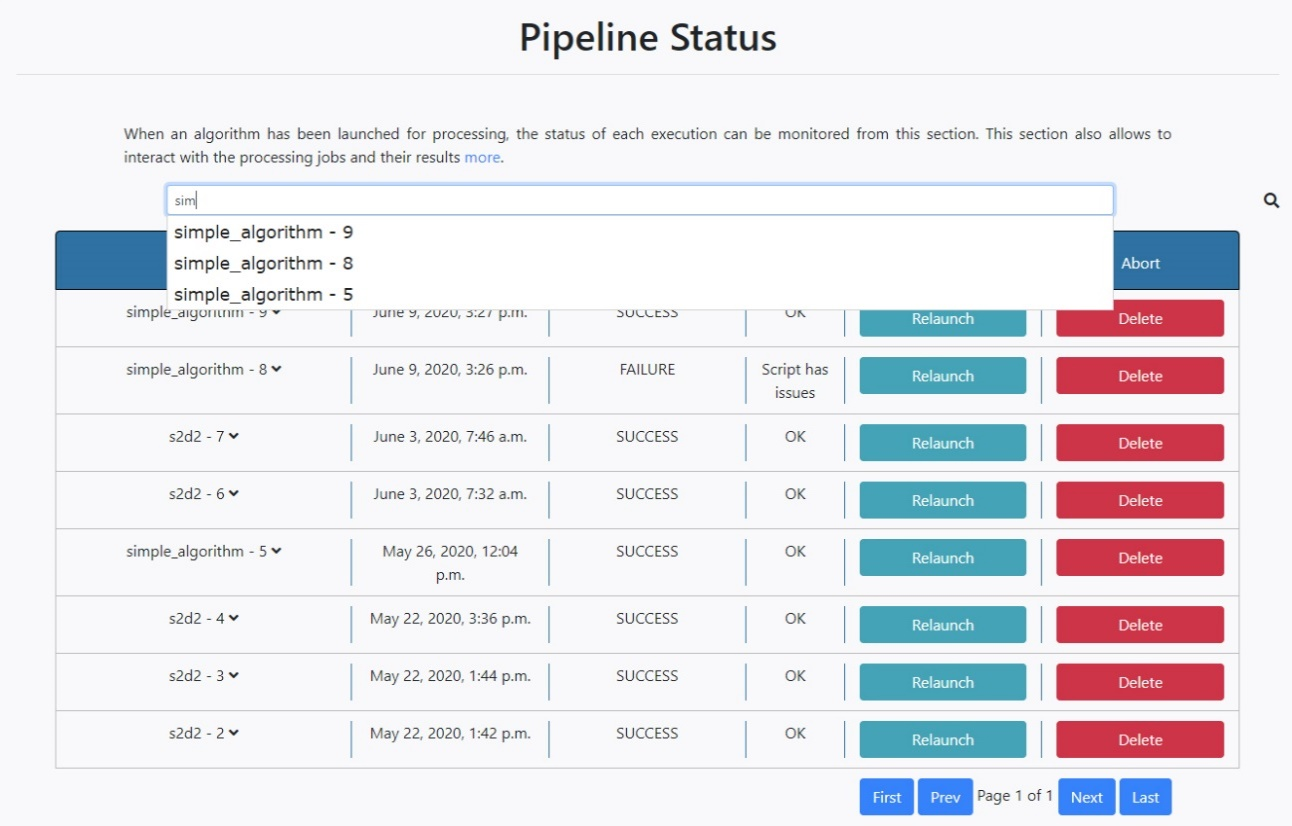 Pipeline Status
When an algorithm has been launched for processing, the status of each execution can be monitored from this section. This section also allows to
interact with the processing jobs and their results more.
sim
simple_algorithm - 9
simple_algorithm - 8
simple_algorithm - 5
Abort
simple_algorithm - 9 June 9, 2020, 3:27 p.m. SUCCESS OK Relaunch Delete
simple_algorithm - 8 June 9, 2020, 3:26 p.m. FAILURE Script has Relaunch Delete
issues
s2d2 - 7 June 3, 2020, 7:46 a.m. SUCCESS OK Relaunch Delete
s2d2 - 6 June 3, 2020, 7:32 a.m. SUCCESS OK Relaunch Delete
simple_algorithm - 5 May 26, 2020, 12:04 SUCCESS OK Relaunch Delete
p.m.
s2d2 - 4 May 22, 2020, 3:36 p.m. SUCCESS OK Relaunch Delete
s2d2 - 3 May 22, 2020, 1:44 p.m. SUCCESS OK Relaunch Delete
s2d2 - 2 May 22, 2020, 1:42 p.m. SUCCESS OK Relaunch Delete
First Prev Page 1 of 1 Next Last